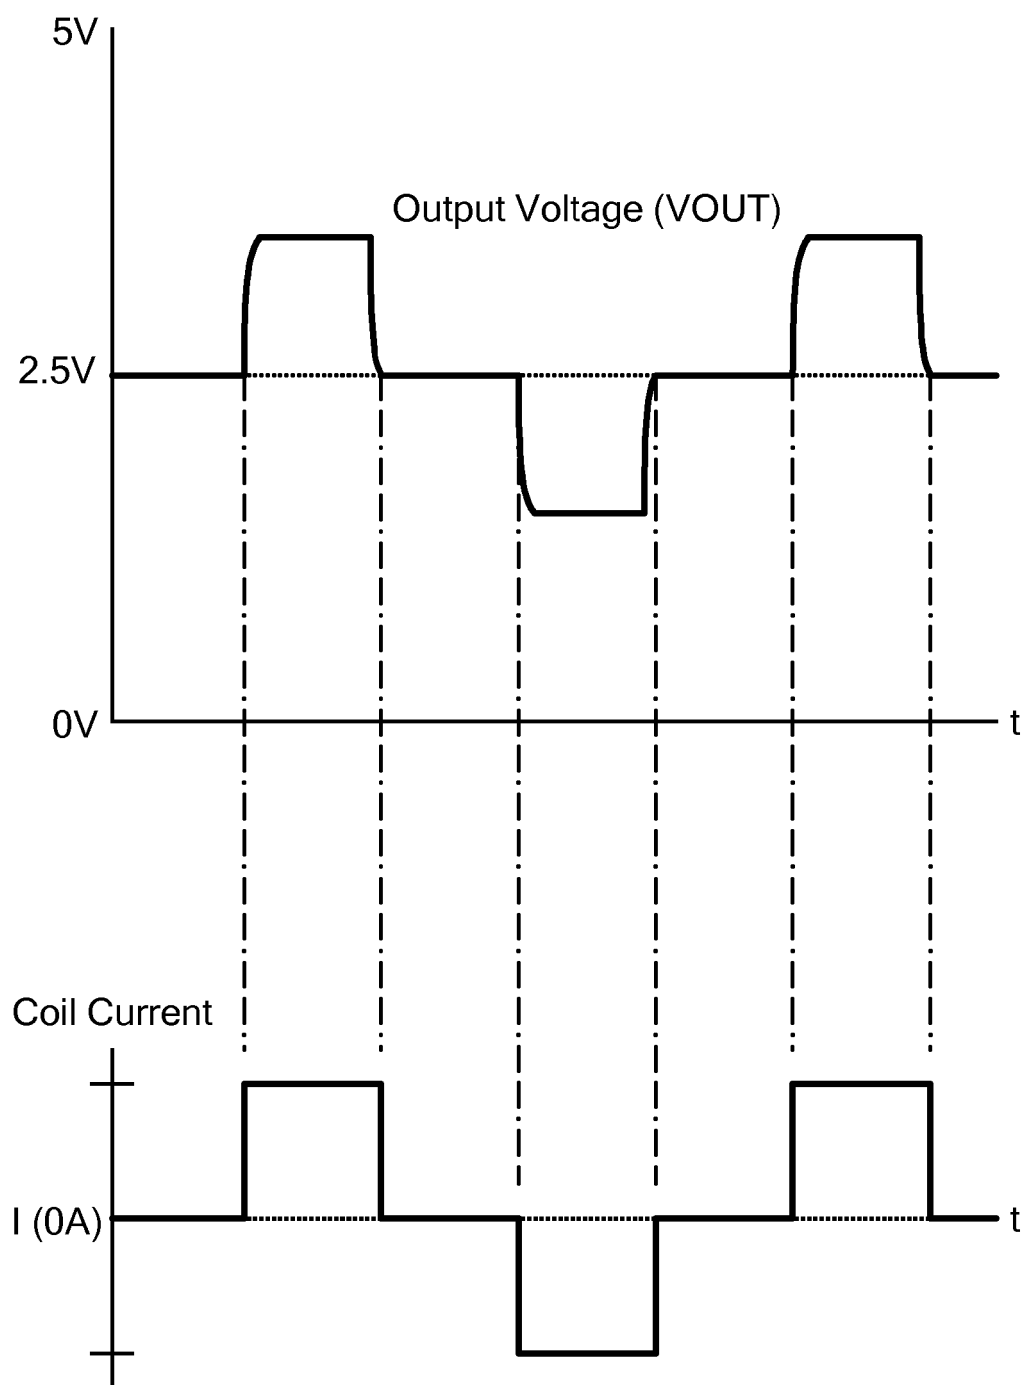 5V
Output Voltage (VOUT)
2.5V
0V
t
Coil Current
I (0A)
t